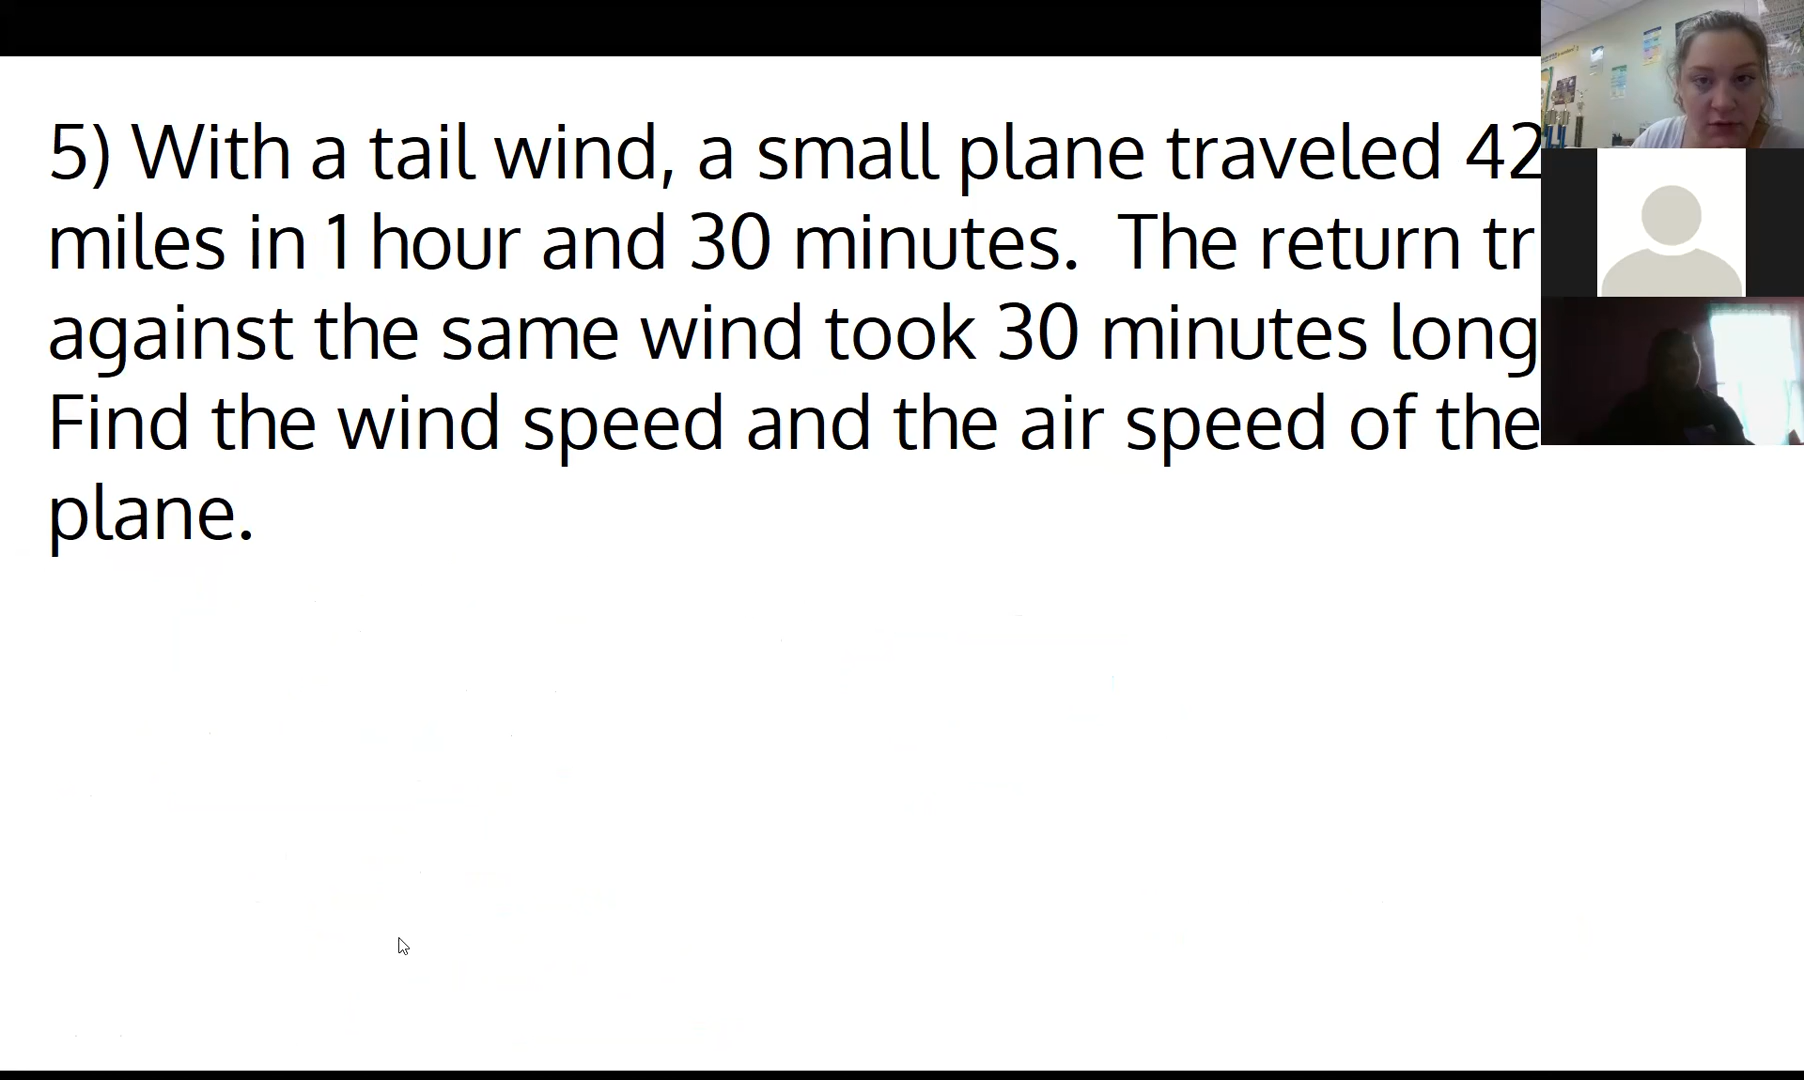 5) With a tail wind, a small plane traveled 42
miles in 1 hour and 30 minutes. The return tr
against the same wind took 30 minutes long
Find the wind speed and the air speed of the
plane.